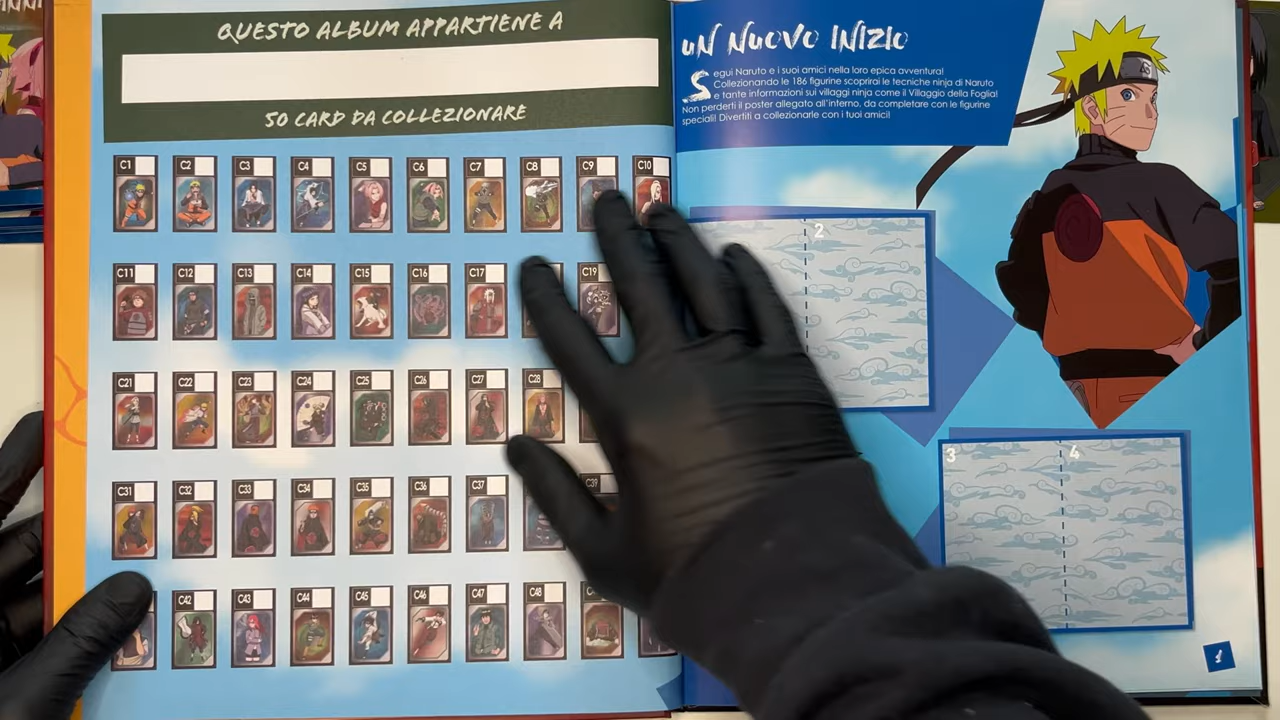 QUESTO ALBUM APPARTIENE A
50 CARD DA COLLEZIONARE
C1 C2 C3 C4 C5 C6 C7 C8 C9 C10
C11 C12 C13 C14 C15 C16 C17 C19
C21 C22 C23 C24 C25 C26 C27 C28
C31 C32 C33 C34 C35 C36 C37 C39
C42 C43 C44 C45 C46 C47 C48
UN NUOVO INIZIO
Segui Naruto e i suoi amici nella loro epica avventura!
Collezionando le 186 figurine scoprirai le tecniche ninja di Naruto
e tante informazioni sui villaggi ninja come il Villaggio della Foglia!
Non perderti il poster allegato all'interno, da completare con le figurine
speciali! Divertiti a collezionarle con i tuoi amici!
2
3 4
1